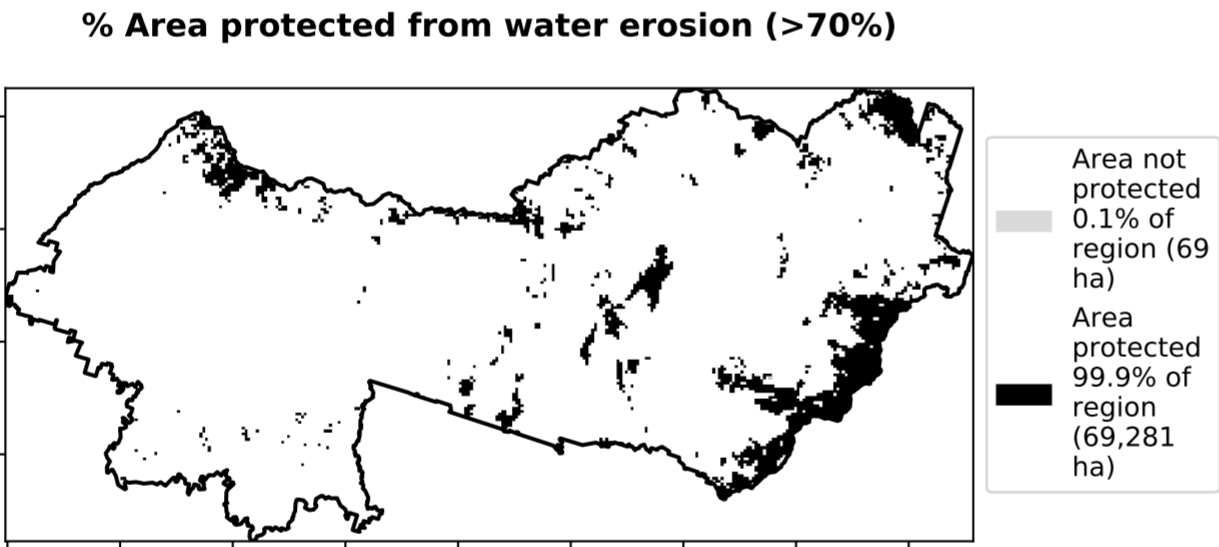 % Area protected from water erosion (>70%)
Area not
protected
0.1% of
region (69
ha)
Area
protected
99.9% of
region
(69,281
ha)